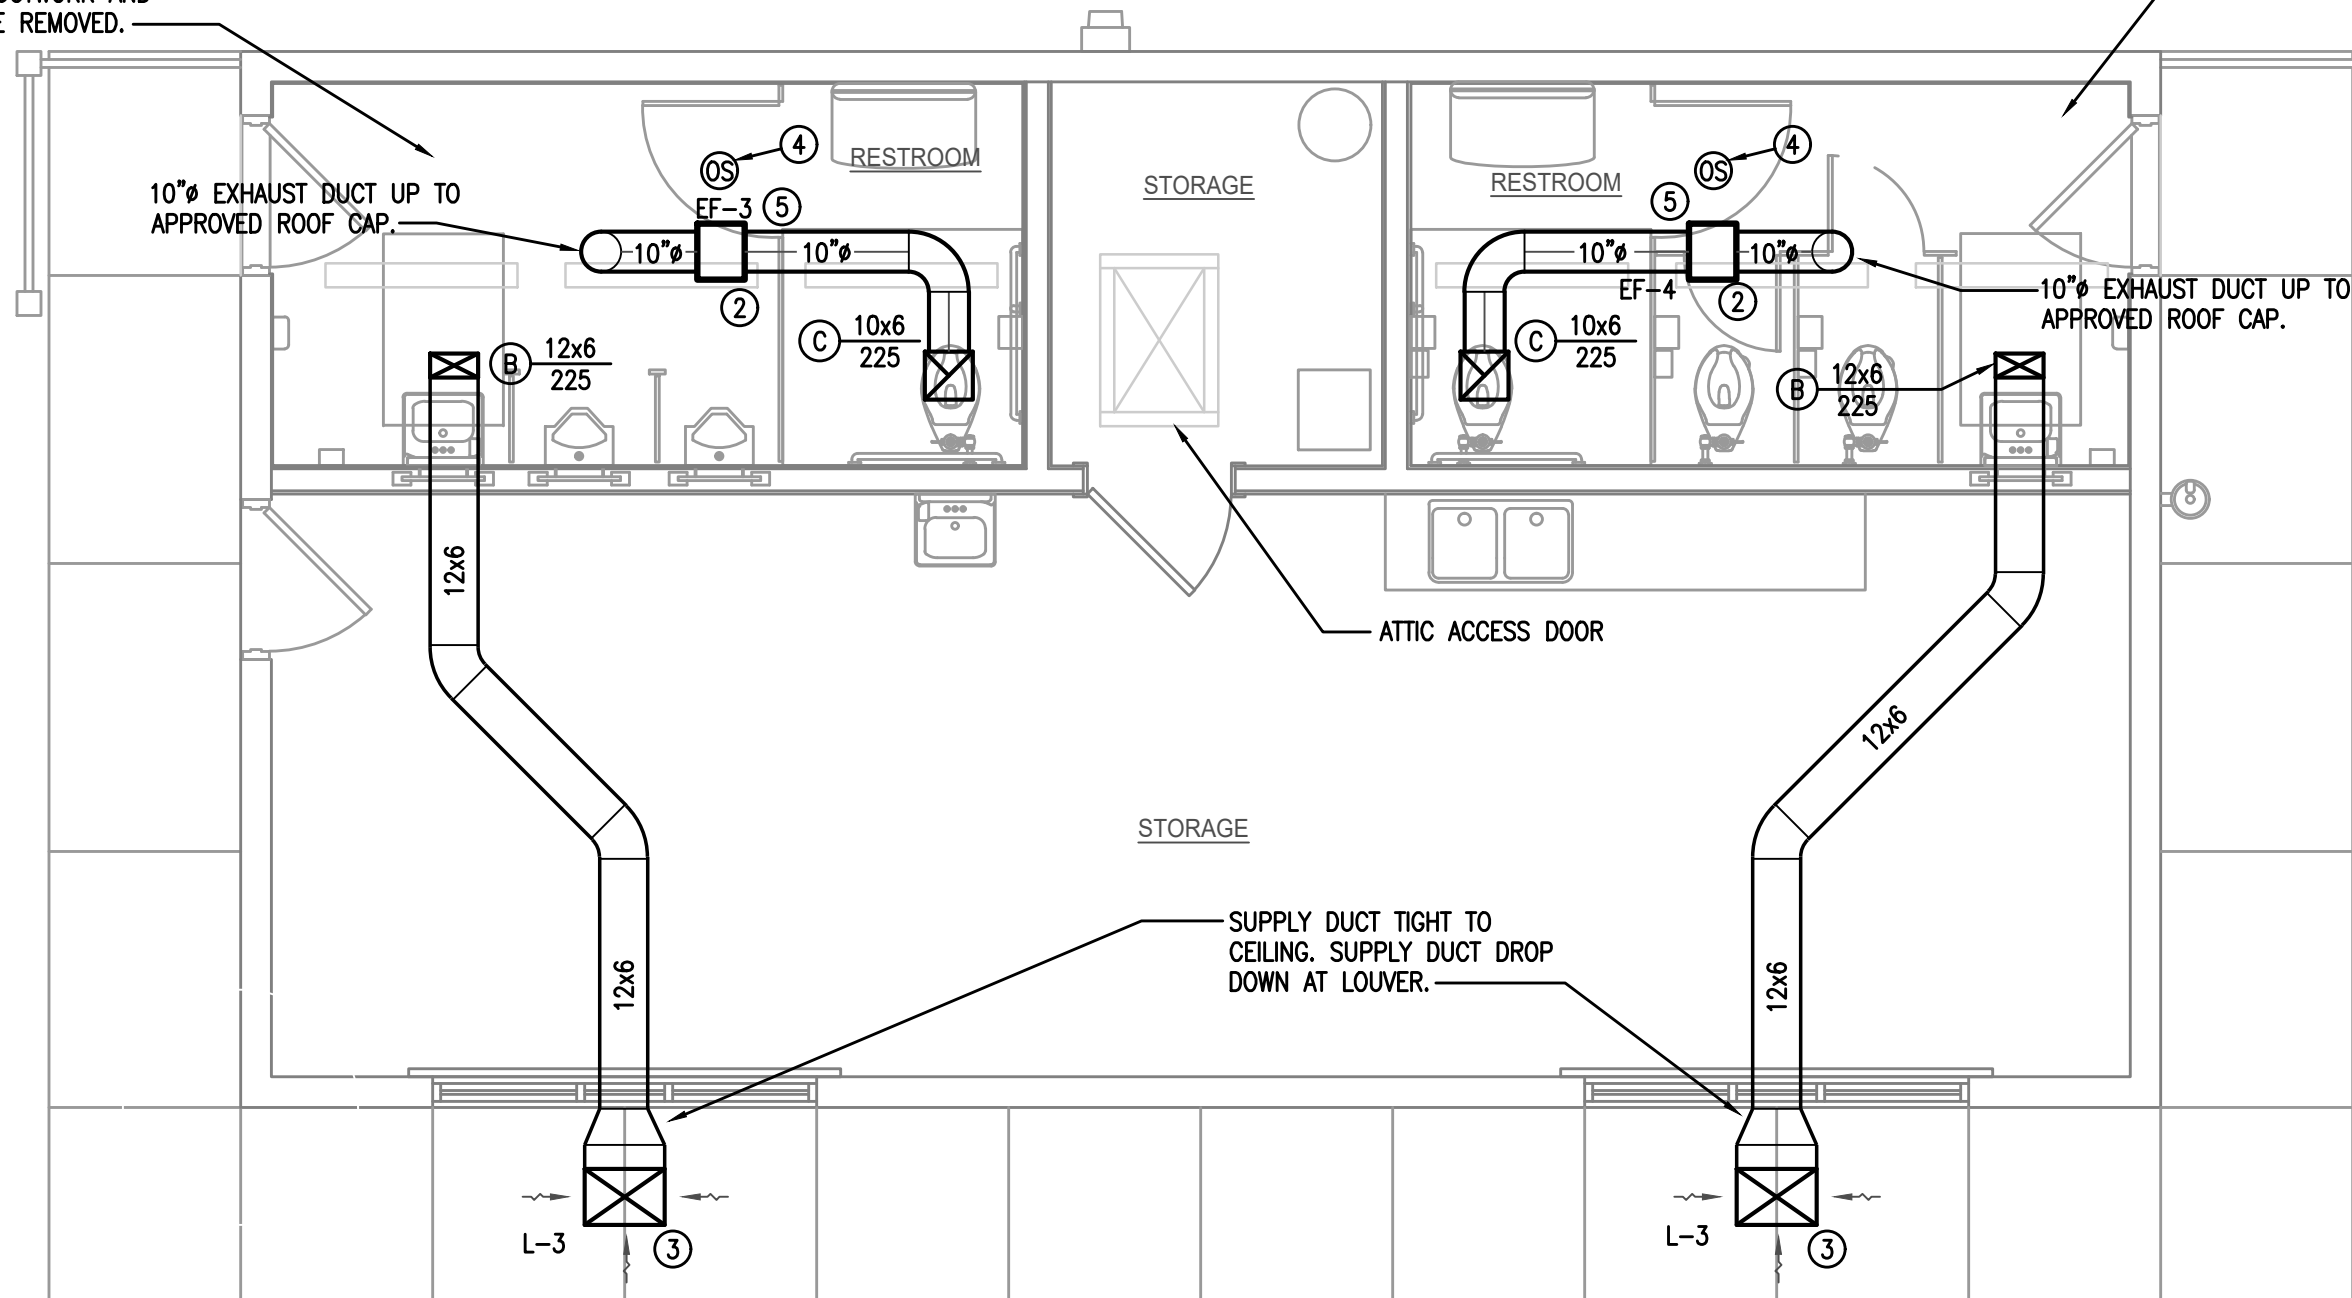 E REMOVED.
10"ø EXHAUST DUCT UP TO
APPROVED ROOF CAP.
OS
4
RESTROOM
EF-3
5
10"ø
10"ø
2
C
10x6
225
B
12x6
225
STORAGE
RESTROOM
OS
4
5
10"ø
10"ø
EF-4
2
10"ø EXHAUST DUCT UP TO
APPROVED ROOF CAP.
C
10x6
225
B
12x6
225
12x6
ATTIC ACCESS DOOR
12x6
STORAGE
SUPPLY DUCT TIGHT TO
CEILING. SUPPLY DUCT DROP
DOWN AT LOUVER.
12x6
12x6
L-3
3
L-3
3